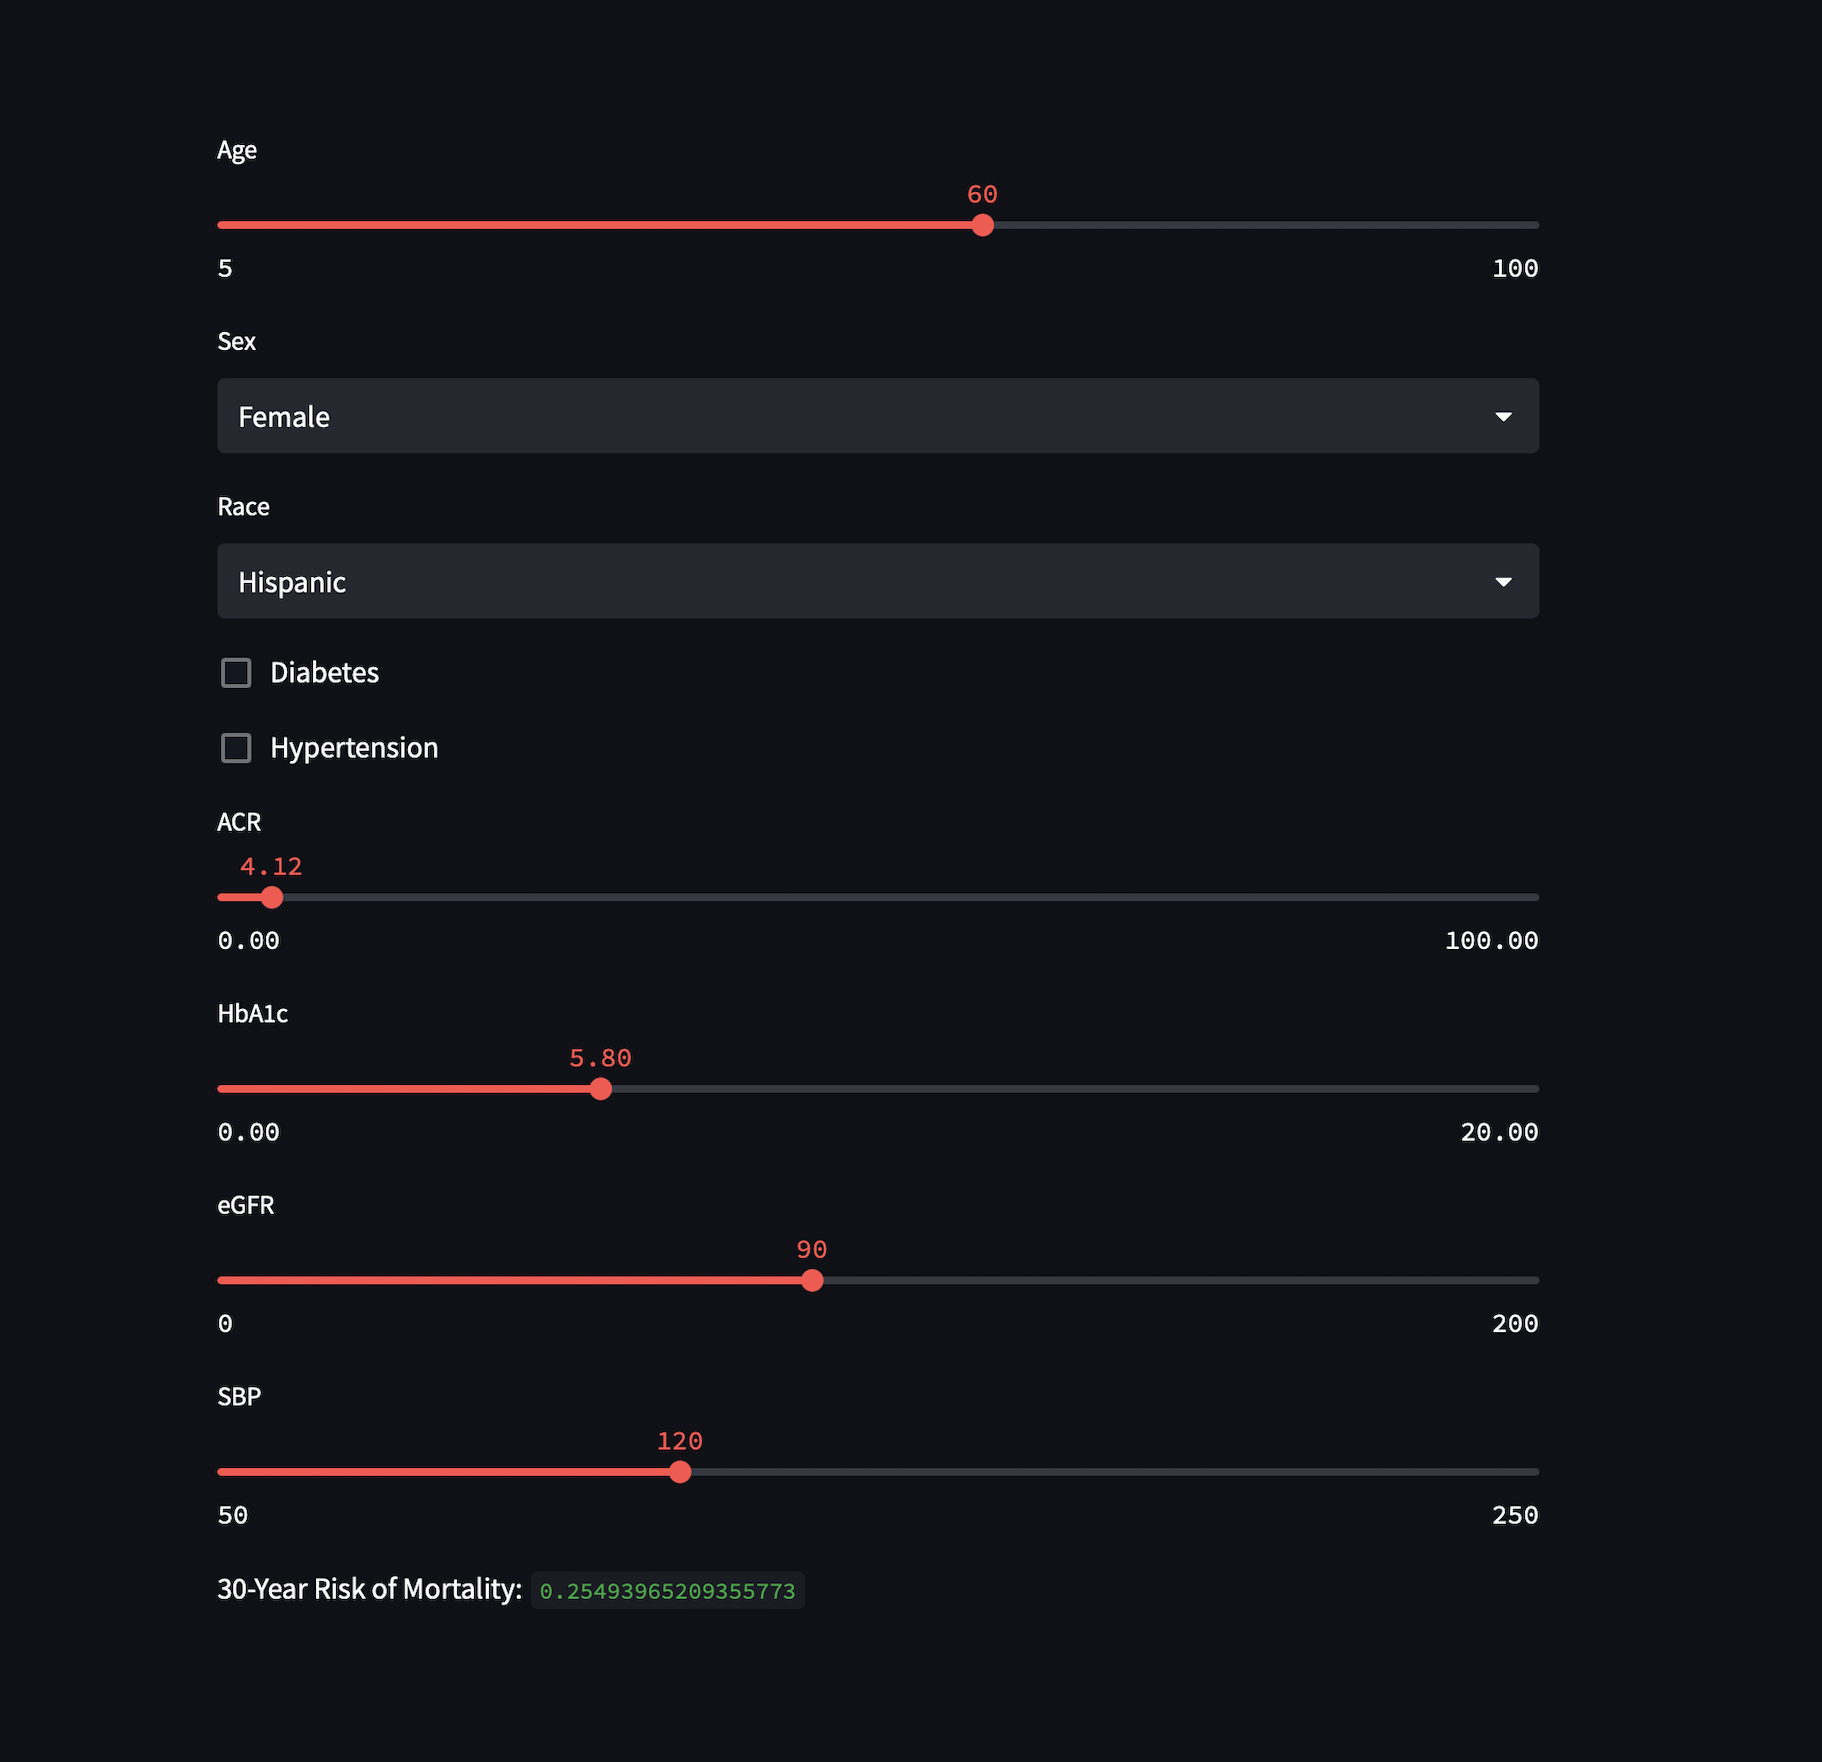 Age
60
5 100
Sex
Female
Race
Hispanic
Diabetes
Hypertension
ACR
4.12
0.00 100.00
HbA1c
5.80
0.00 20.00
eGFR
90
0 200
SBP
120
50 250
30-Year Risk of Mortality: 0.25493965209355773